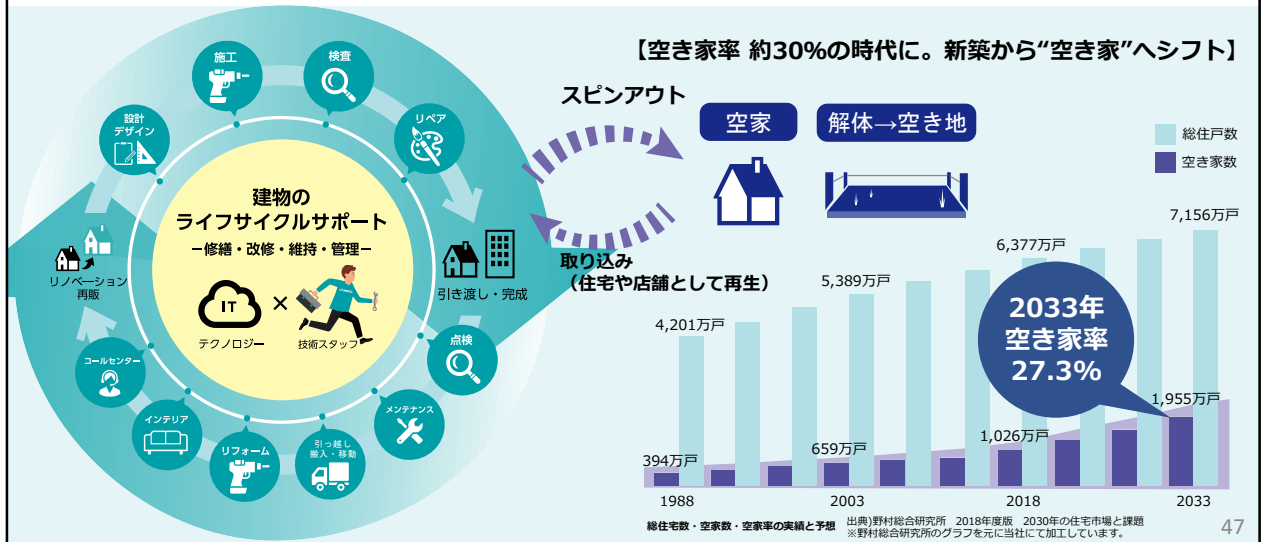 【空き家率 約30%の時代に。新築から“空き家”へシフト】
施工
検査
設計
デザイン
リペア
建物の
ライフサイクルサポート
－修繕・改修・維持・管理－
IT
×
テクノロジー
技術スタッフ
リノベーション
再販
引き渡し・完成
コールセンター
点検
インテリア
メンテナンス
リフォーム
引っ越し
搬入・移動
スピンアウト
取り込み
（住宅や店舗として再生）
空家
解体→空き地
総住戸数
空き家数
4,201万戸
5,389万戸
6,377万戸
7,156万戸
2033年
空き家率
27.3%
394万戸
659万戸
1,026万戸
1,955万戸
1988
2003
2018
2033
総住宅数・空家数・空家率の実績と予想
出典)野村総合研究所 2018年度版 2030年の住宅市場と課題
※野村総合研究所のグラフを元に当社にて加工しています。
47